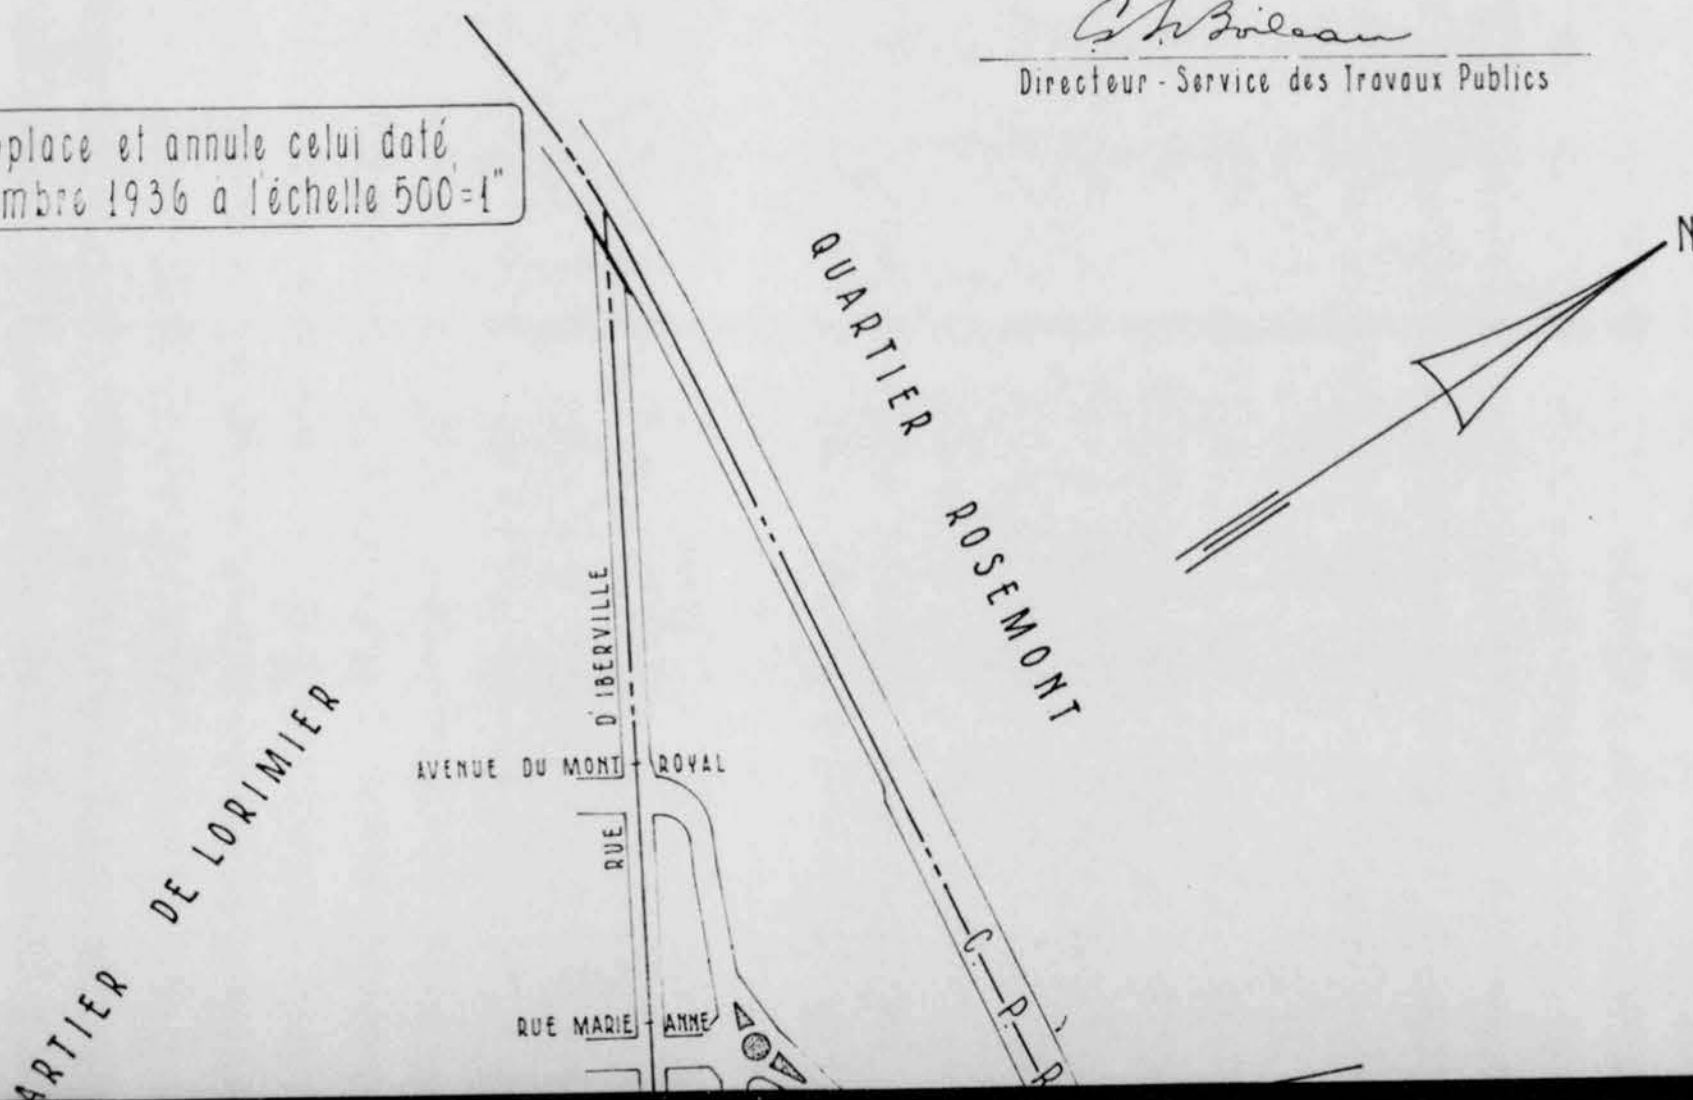 Directeur - Service des Travaux Publics
place et annule celui daté
mbre 1936 à l'échelle 500'=1"
N
QUARTIER ROSEMONT
D'IBERVILLE
RUE
AVENUE DU MONT-ROYAL
DE LORIMIER
ARTIER
RUE MARIE-ANNE
C. P. R